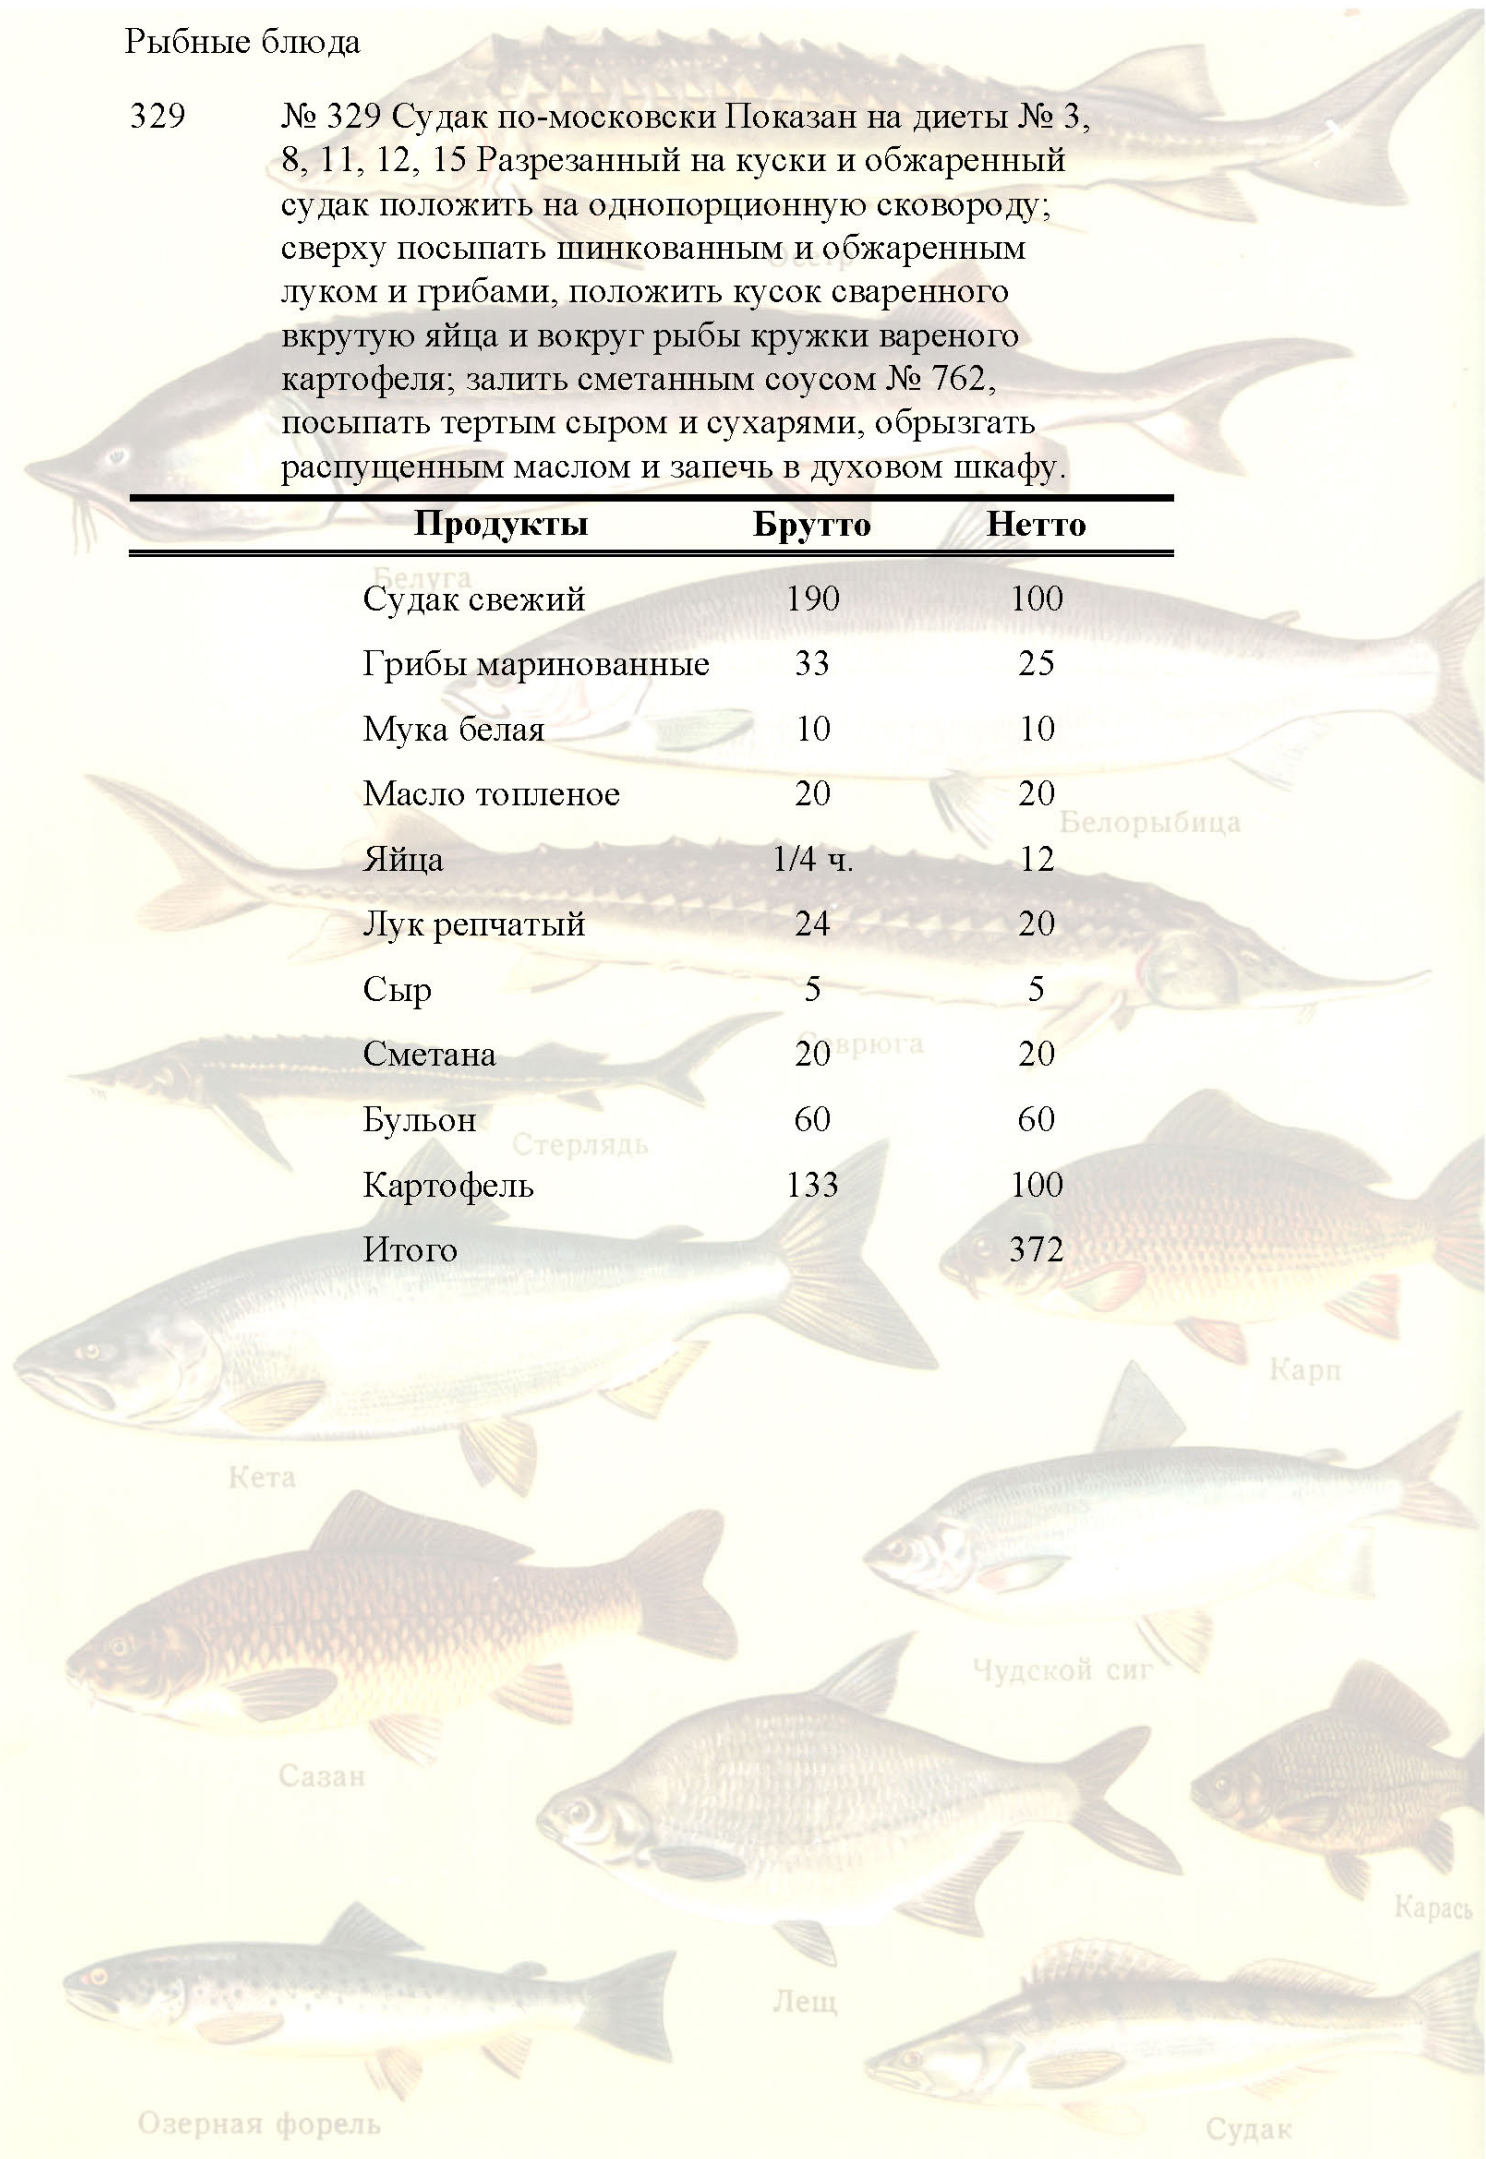 Рыбные блюда
329 № 329 Судак по-московски Показан на диеты № 3,
8, 11, 12, 15 Разрезанный на куски и обжаренный
судак положить на однопорционную сковороду;
сверху посыпать шинкованным и обжаренным
Осетр
луком и грибами, положить кусок сваренного
вкрутую яйца и вокруг рыбы кружки вареного
картофеля; залить сметанным соусом № 762,
посыпать тертым сыром и сухарями, обрызгать
распущенным маслом и запечь в духовом шкафу.
Продукты Брутто Нетто
Белуга
Судак свежий 190 100
Грибы маринованные 33 25
Мука белая 10 10
Масло топленое 20 20
Белорыбица
Яйца 1/4 ч. 12
Лук репчатый 24 20
Сыр 5 5
Севрюга
Сметана 20 20
Бульон 60 60
Стерлядь
Картофель 133 100
Итого 372
Карп
Кета
Чудской сиг
Сазан
Карась
Лещ
Озерная форель
Судак